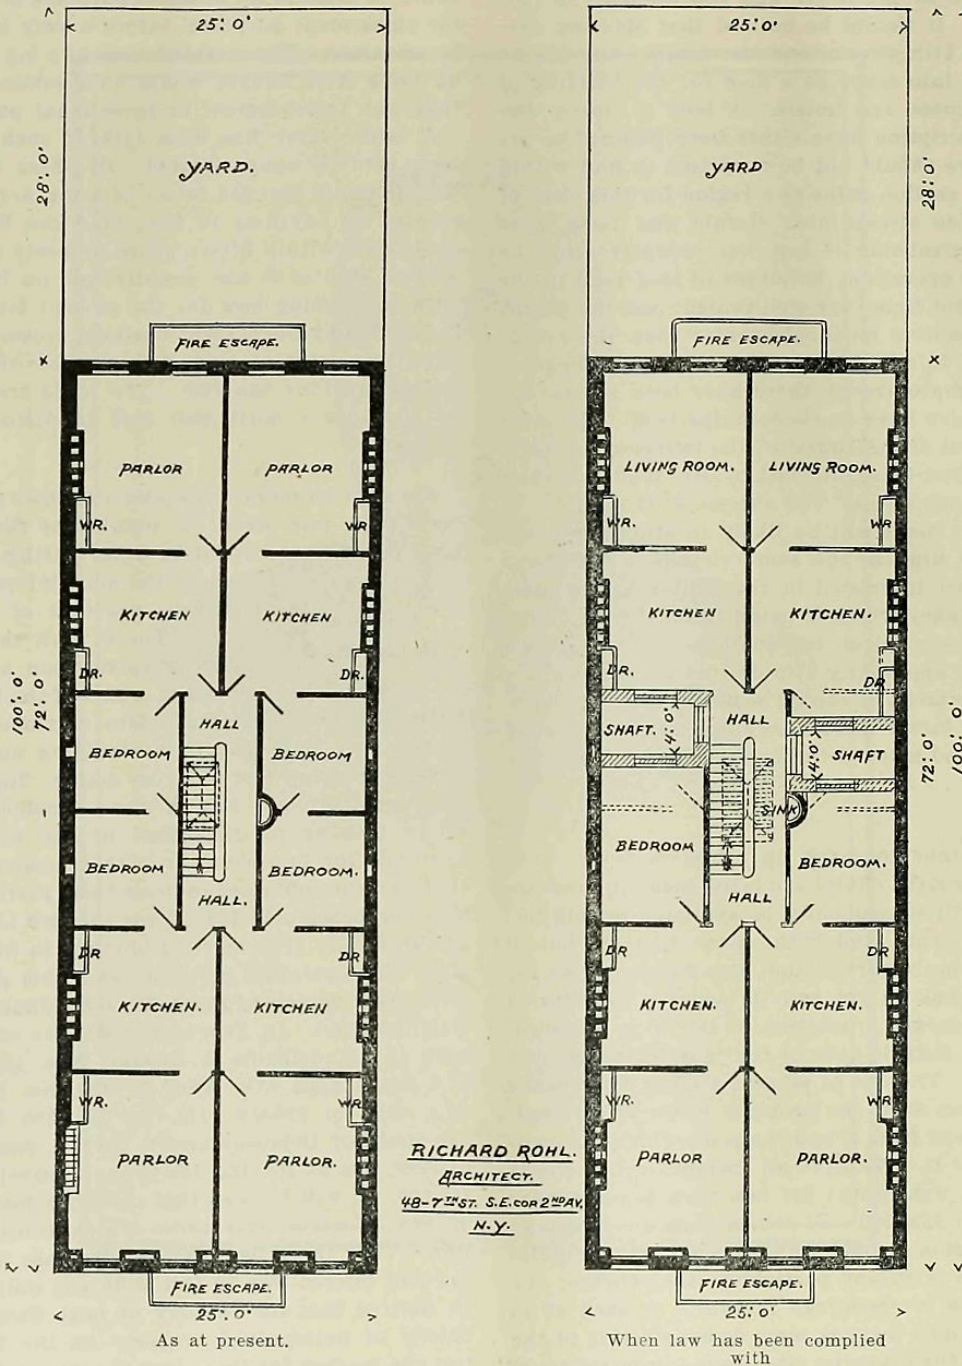 25'. 0'
28'. 0'
YARD.
FIRE ESCAPE.
PARLOR
PARLOR
WR.
WR
KITCHEN
KITCHEN
DR.
DR.
100'. 0'
72'. 0'
HALL
BEDROOM
BEDROOM
BEDROOM
BEDROOM.
HALL.
DR
DR
KITCHEN.
KITCHEN
WR.
WR.
PARLOR
PARLOR.
FIRE ESCAPE.
25'. 0'
As at present.
RICHARD ROHL.
ARCHITECT.
48-7TH ST. S.E. COR 2ND AV.
N.Y.
25'. 0'
YARD
28'. 0'
FIRE ESCAPE.
LIVING ROOM.
LIVING ROOM.
WR.
WR
KITCHEN
KITCHEN.
DR.
DR
HALL
SHAFT.
4'. 0'
4'. 0'
SHAFT
72'. 0'
100'. 0'
SINK
BEDROOM
BEDROOM.
HALL
DR
DR
KITCHEN.
KITCHEN.
WR.
WR
PARLOR
PARLOR.
FIRE ESCAPE.
25'. 0'
When law has been complied
with